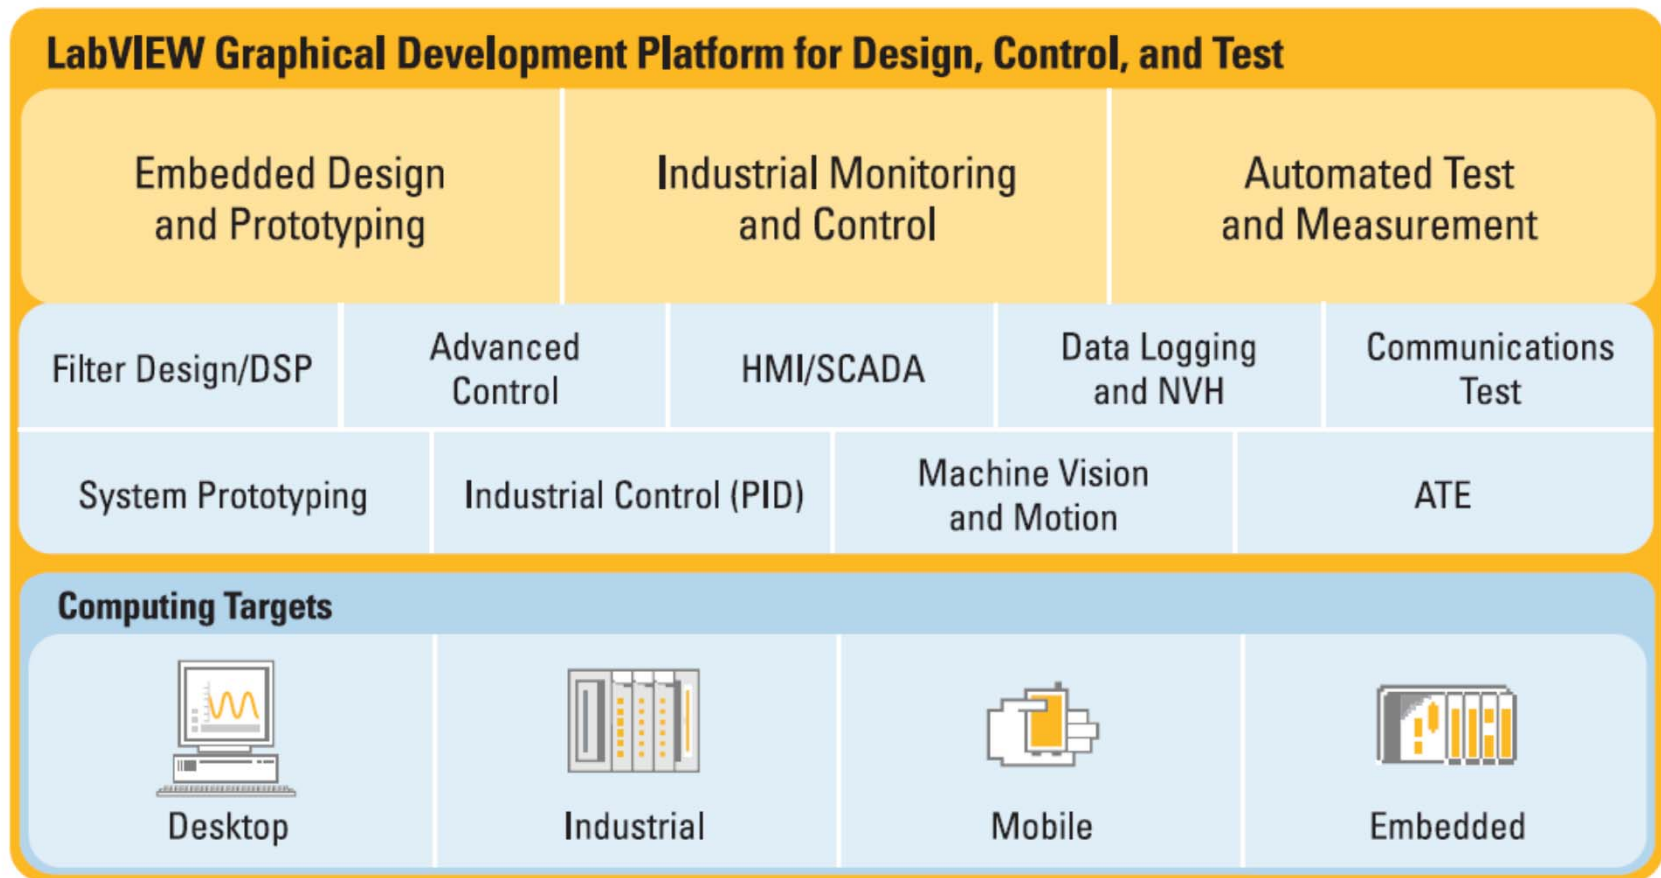 LabVIEW Graphical Development Platform for Design, Control, and Test
Embedded Design
and Prototyping
Industrial Monitoring
and Control
Automated Test
and Measurement
Filter Design/DSP
Advanced
Control
HMI/SCADA
Data Logging
and NVH
Communications
Test
System Prototyping
Industrial Control (PID)
Machine Vision
and Motion
ATE
Computing Targets
Desktop
Industrial
Mobile
Embedded